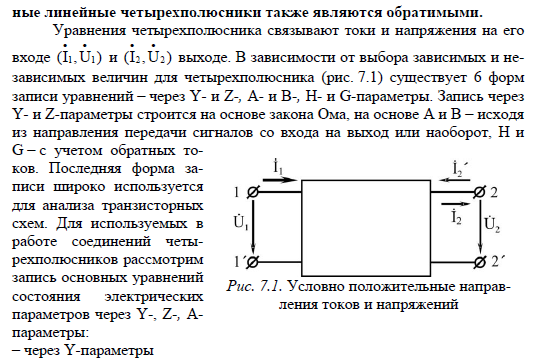 ные линейные четырехполюсники также являются обратимыми.
Уравнения четырехполюсника связывают токи и напряжения на его
входе (İ₁, U̇₁) и (İ₂, U̇₂) выходе. В зависимости от выбора зависимых и не-
зависимых величин для четырехполюсника (рис. 7.1) существует 6 форм
записи уравнений – через Y- и Z-, A- и B-, H- и G-параметры. Запись через
Y- и Z-параметры строится на основе закона Ома, на основе A и B – исходя
из направления передачи сигналов со входа на выход или наоборот, H и
G – с учетом обратных то-
ков. Последняя форма за-
писи широко используется
для анализа транзисторных
схем. Для используемых в
работе соединений четы-
рехполюсников рассмотрим
запись основных уравнений
состояния электрических
параметров через Y-, Z-, A-
параметры:
– через Y-параметры
İ₁ İ₂´
1 2
U̇₁ İ₂ U̇₂
1´ 2´
Рис. 7.1. Условно положительные направ-
ления токов и напряжений